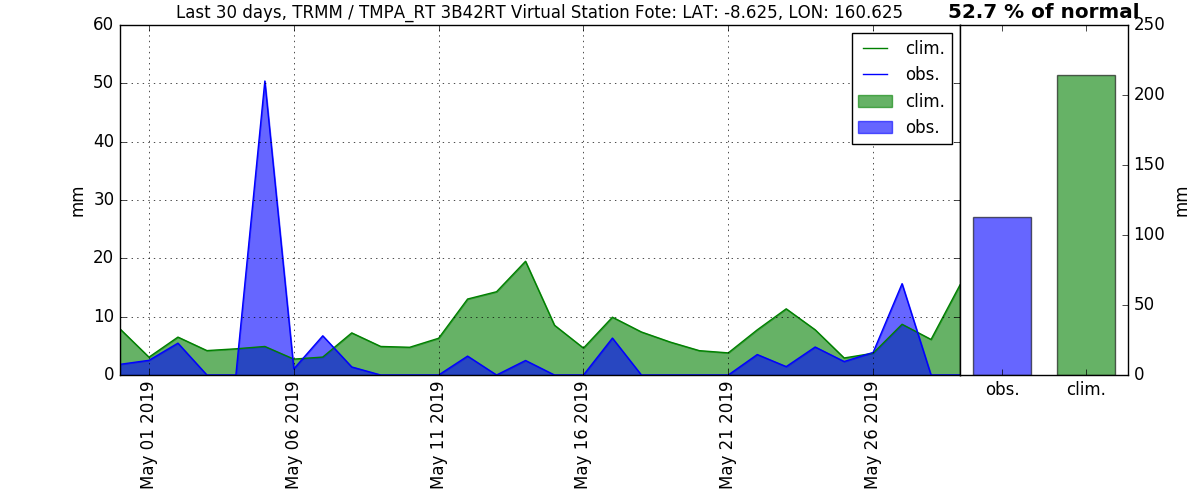 Last 30 days, TRMM / TMPA_RT 3B42RT Virtual Station Fote: LAT: -8.625, LON: 160.625
52.7 % of normal
60
50
40
30
20
10
0
mm
clim.
obs.
clim.
obs.
May 01 2019
May 06 2019
May 11 2019
May 16 2019
May 21 2019
May 26 2019
250
200
150
100
50
0
mm
obs.
clim.